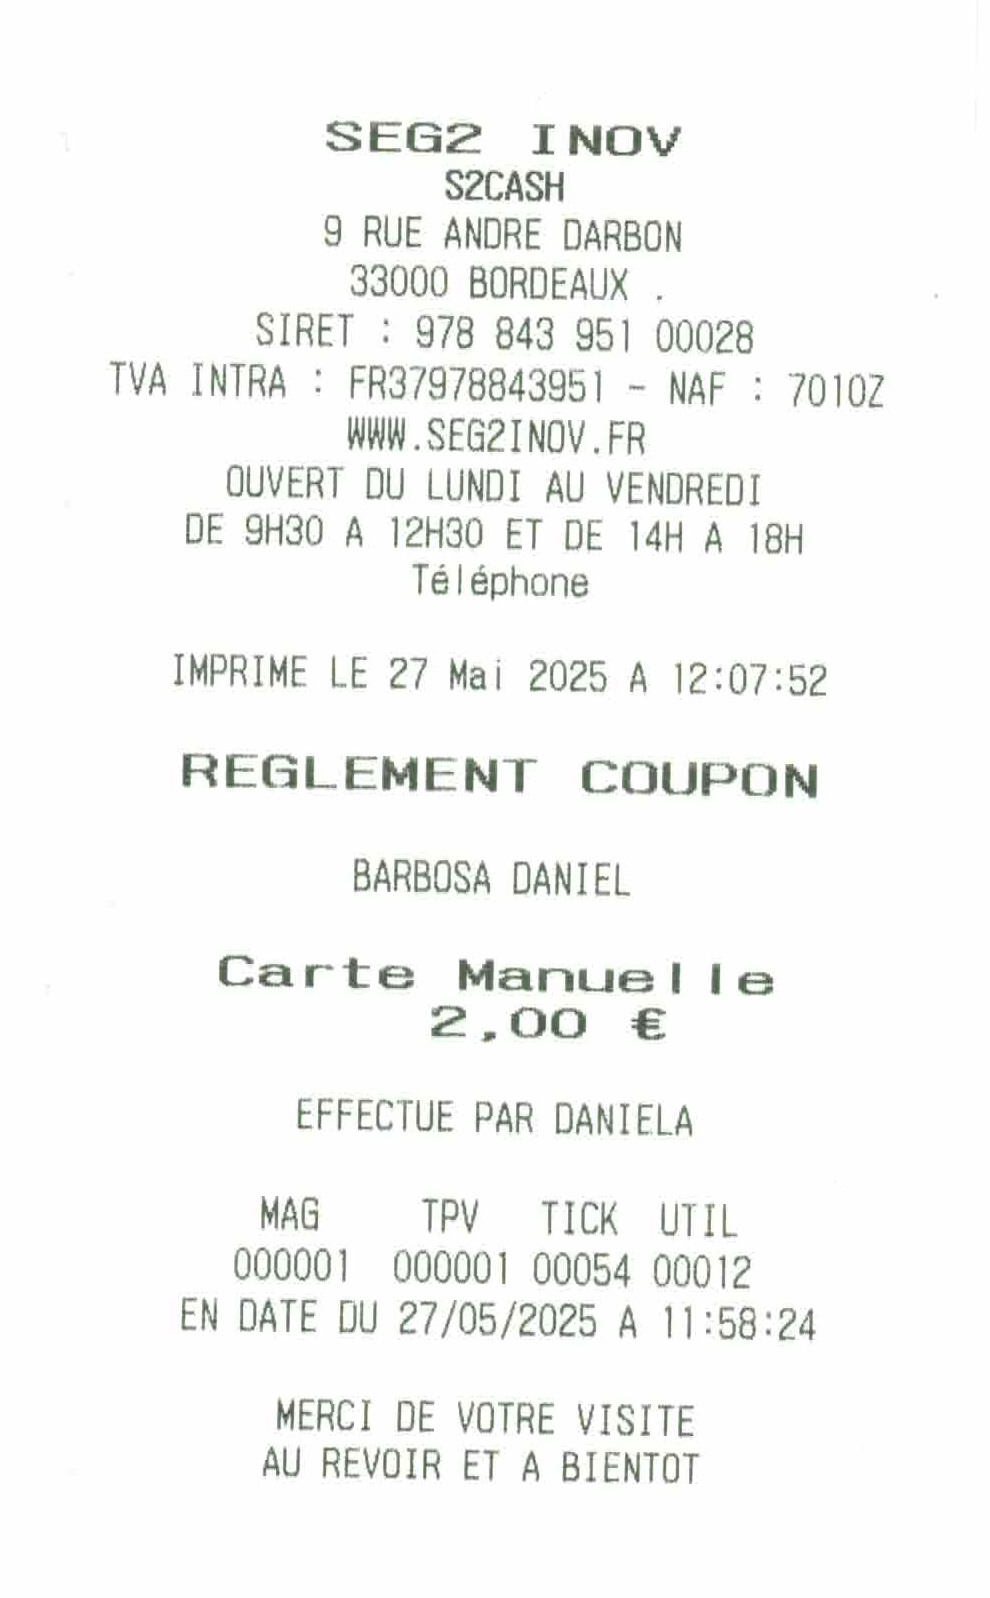 SEG2 INOV
S2CASH
9 RUE ANDRE DARBON
33000 BORDEAUX .
SIRET : 978 843 951 00028
TVA INTRA : FR37978843951 - NAF : 7010Z
WWW.SEG2INOV.FR
OUVERT DU LUNDI AU VENDREDI
DE 9H30 A 12H30 ET DE 14H A 18H
Téléphone
IMPRIME LE 27 Mai 2025 A 12:07:52
REGLEMENT COUPON
BARBOSA DANIEL
Carte Manuelle
2,00 €
EFFECTUE PAR DANIELA
MAG TPV TICK UTIL
000001 000001 00054 00012
EN DATE DU 27/05/2025 A 11:58:24
MERCI DE VOTRE VISITE
AU REVOIR ET A BIENTOT